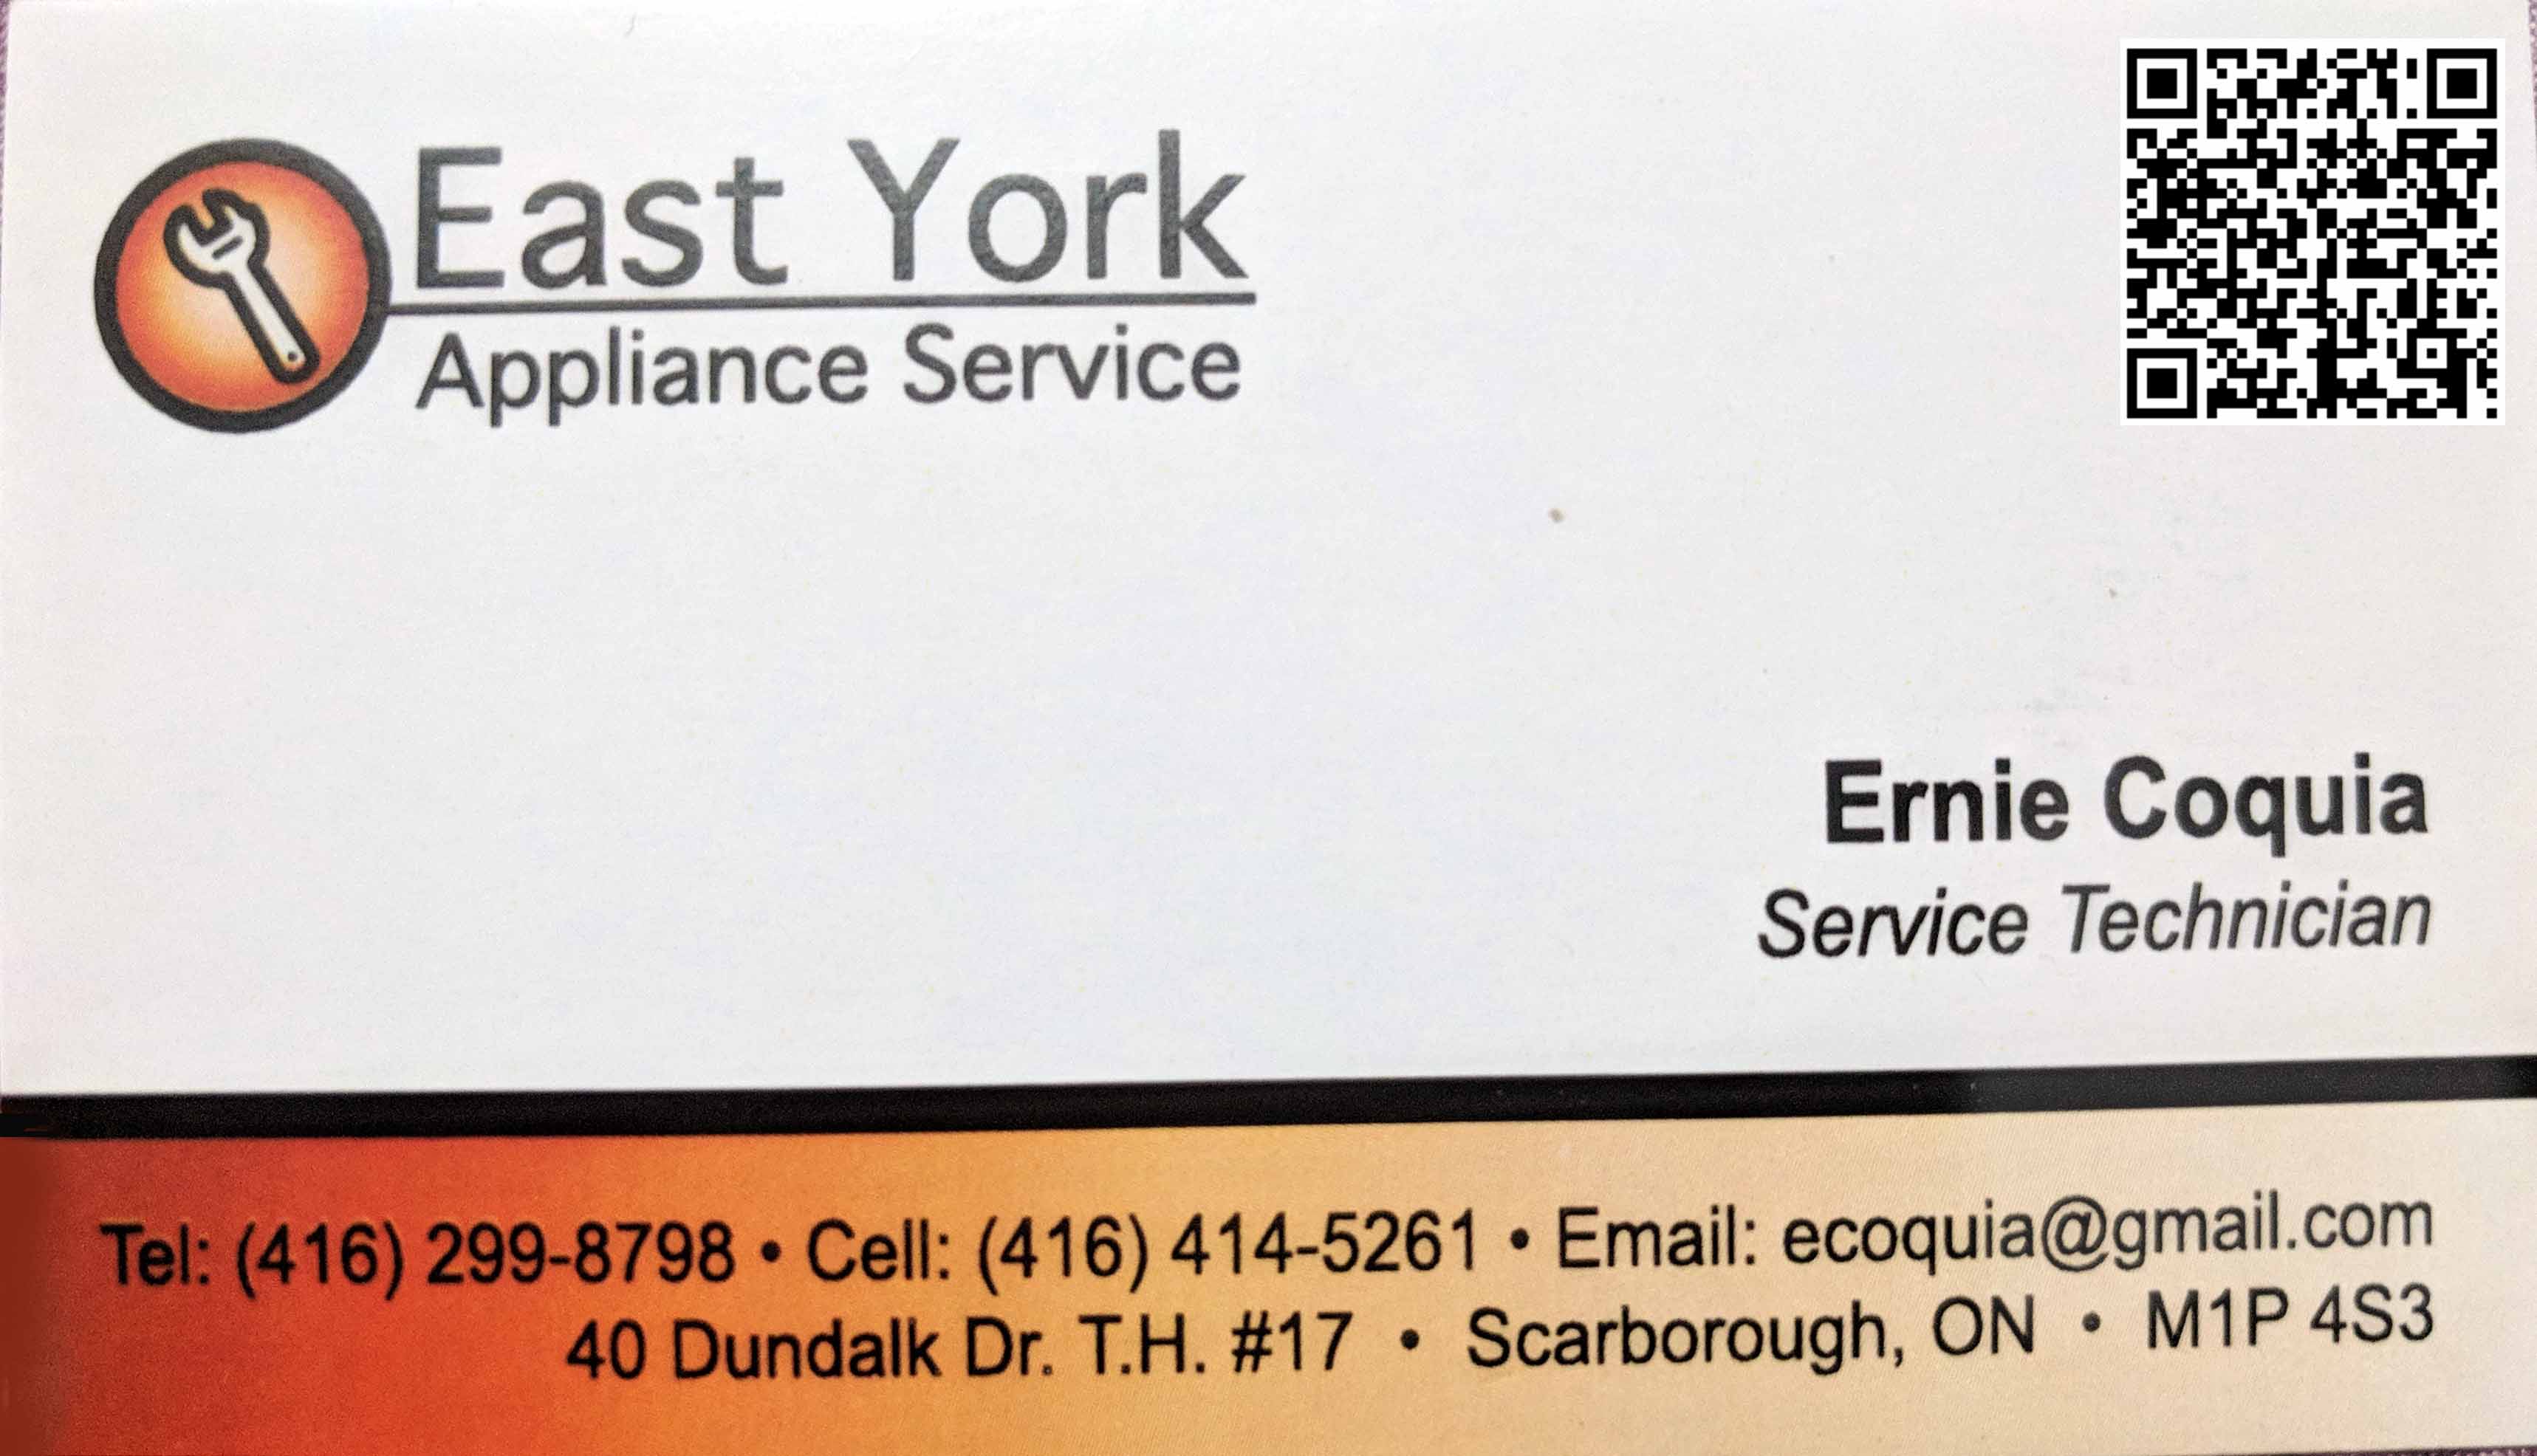 East York
Appliance Service
Ernie Coquia
Service Technician
Tel: (416) 299-8798 • Cell: (416) 414-5261 • Email: ecoquia@gmail.com
40 Dundalk Dr. T.H. #17 • Scarborough, ON • M1P 4S3